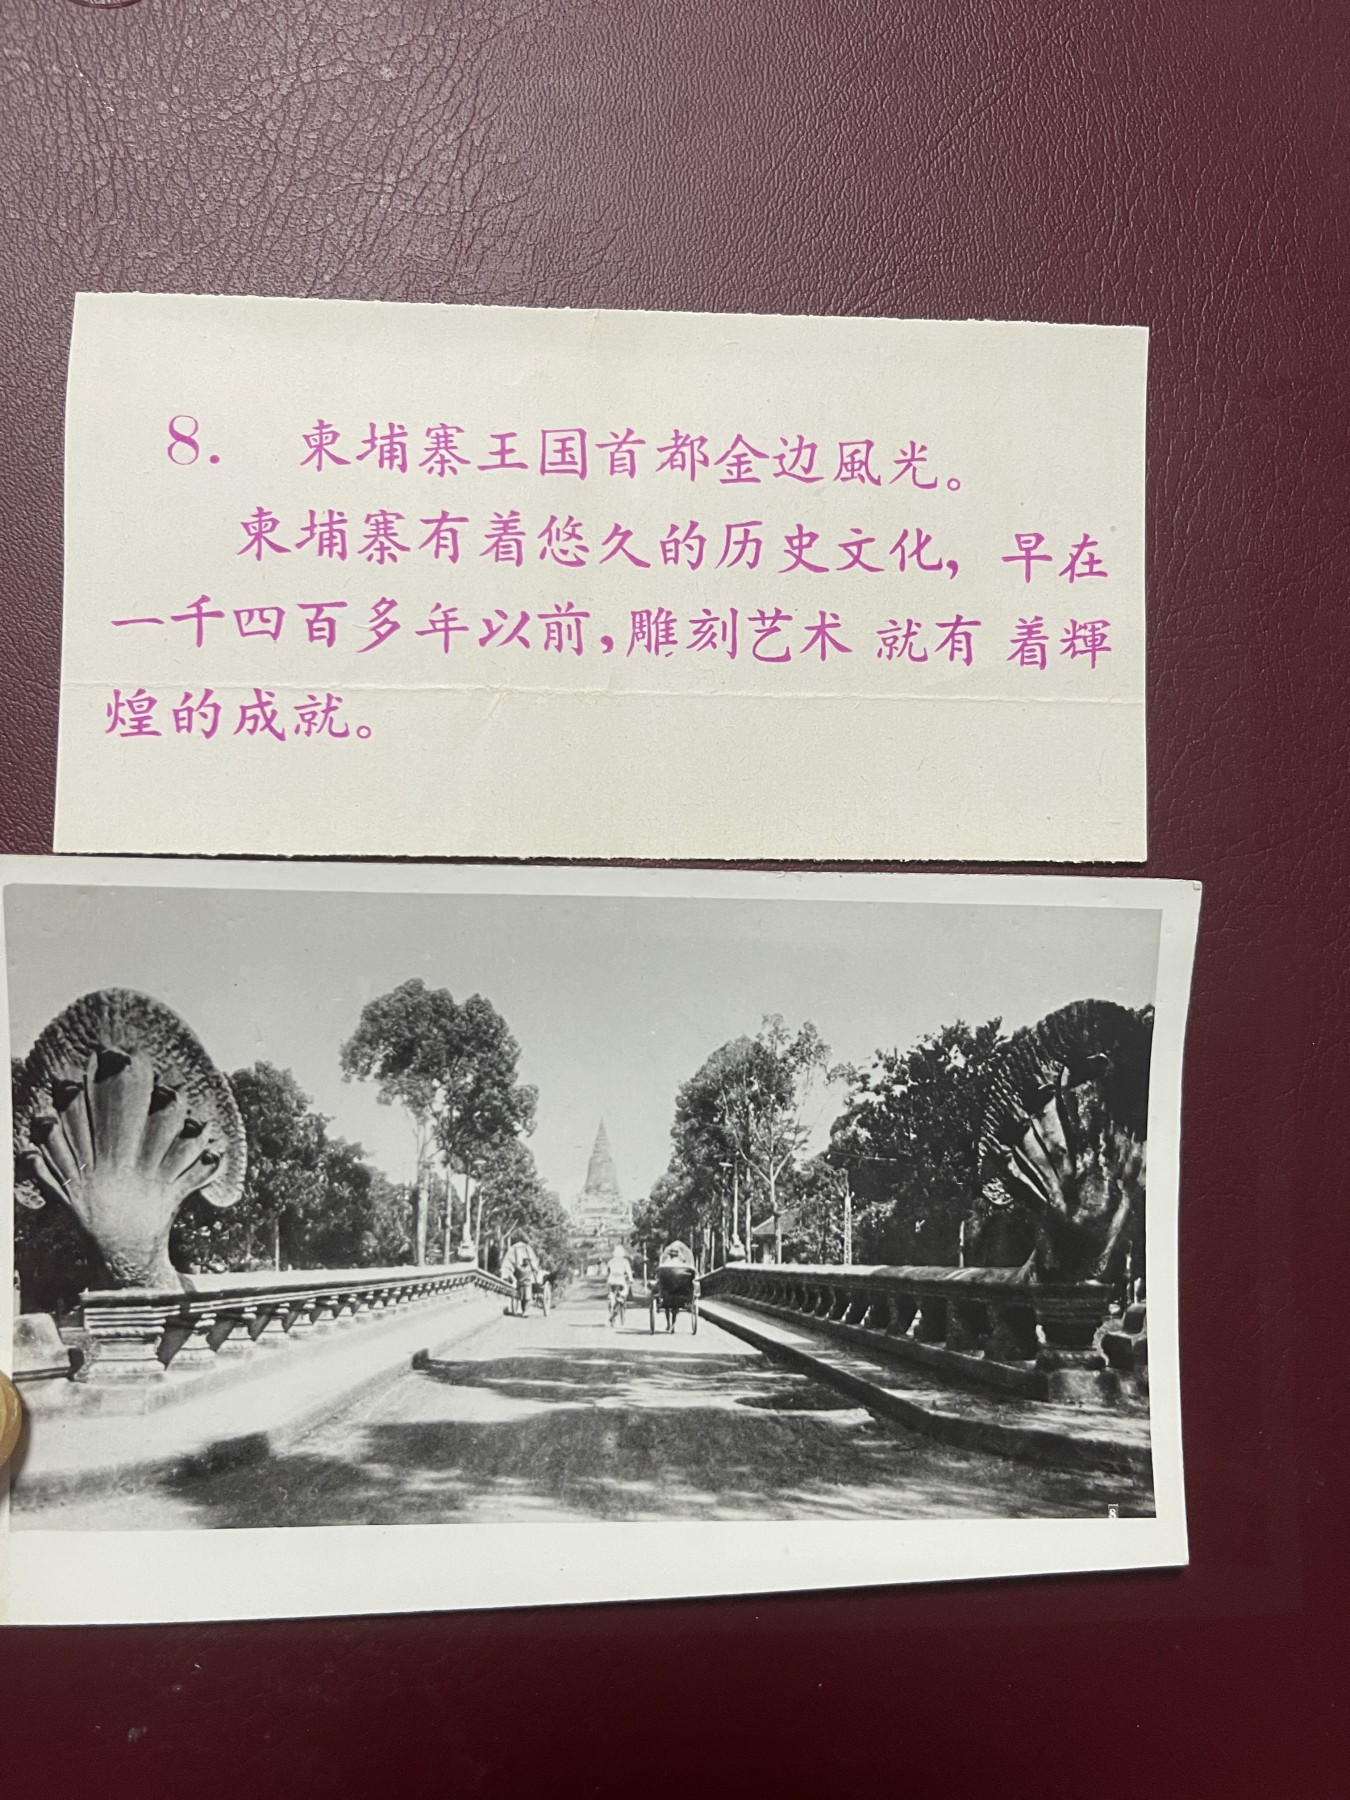 8. 柬埔寨王国首都金边風光。
柬埔寨有着悠久的历史文化，早在
一千四百多年以前，雕刻艺术就有着輝
煌的成就。
8